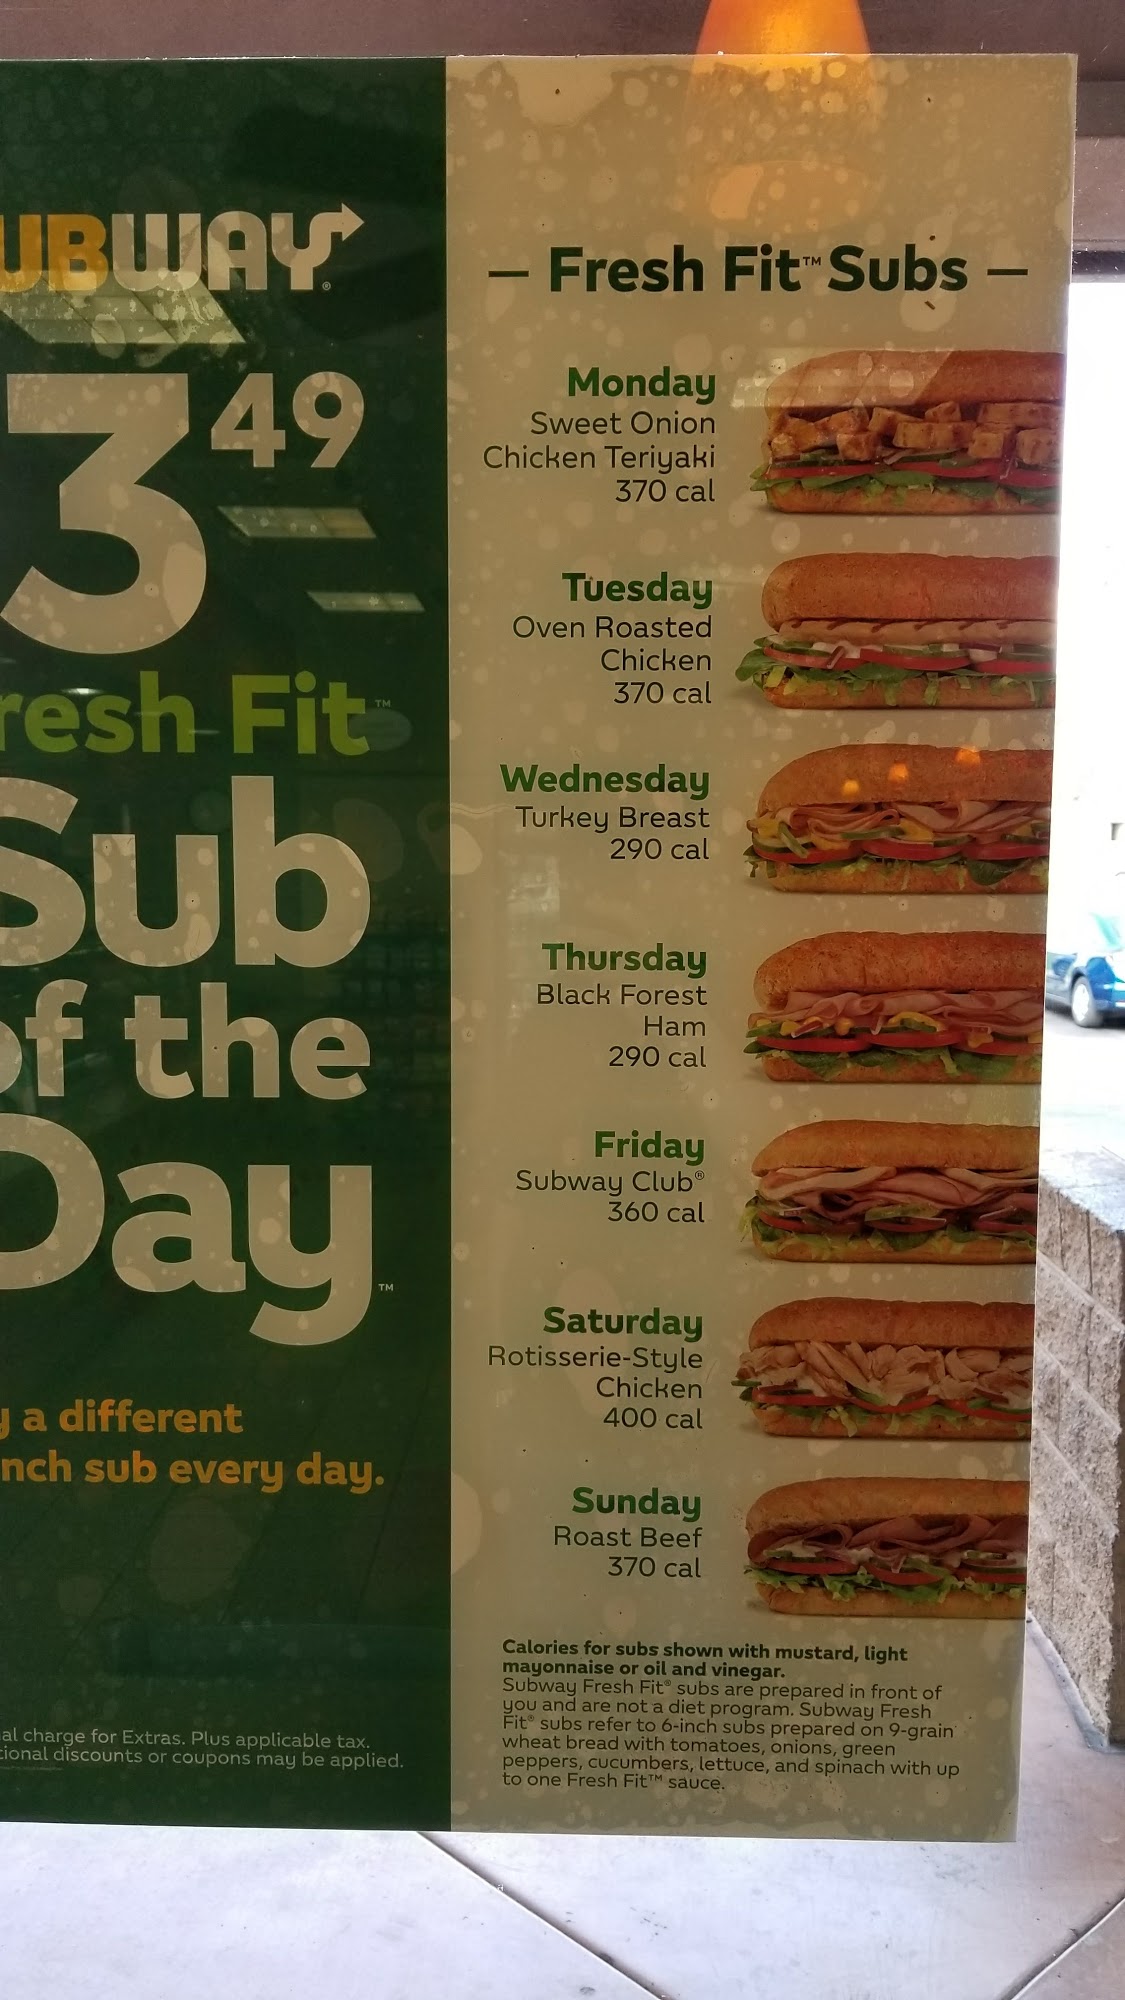 UBWAY®
3 49
resh Fit™
Sub
of the
Day™
y a different
nch sub every day.
al charge for Extras. Plus applicable tax.
tional discounts or coupons may be applied.
— Fresh Fit™ Subs —
Monday
Sweet Onion
Chicken Teriyaki
370 cal
Tuesday
Oven Roasted
Chicken
370 cal
Wednesday
Turkey Breast
290 cal
Thursday
Black Forest
Ham
290 cal
Friday
Subway Club®
360 cal
Saturday
Rotisserie-Style
Chicken
400 cal
Sunday
Roast Beef
370 cal
Calories for subs shown with mustard, light
mayonnaise or oil and vinegar.
Subway Fresh Fit® subs are prepared in front of
you and are not a diet program. Subway Fresh
Fit® subs refer to 6-inch subs prepared on 9-grain
wheat bread with tomatoes, onions, green
peppers, cucumbers, lettuce, and spinach with up
to one Fresh Fit™ sauce.